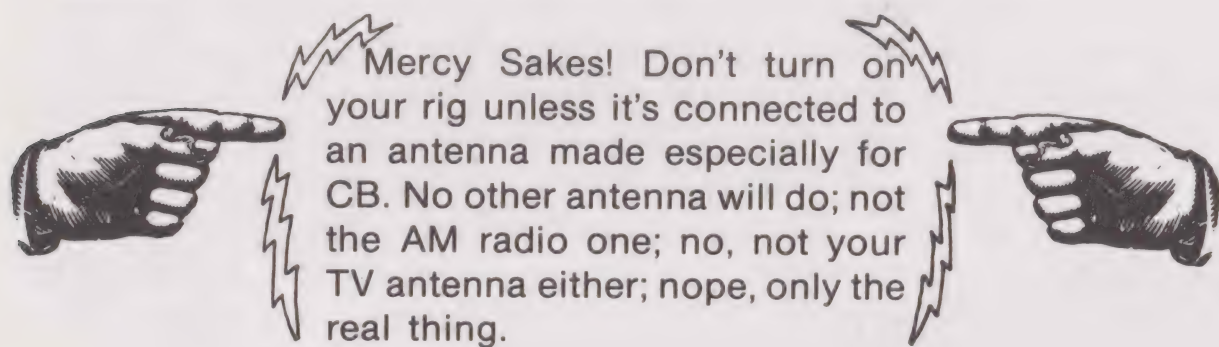 Mercy Sakes! Don't turn on
your rig unless it's connected to
an antenna made especially for
CB. No other antenna will do; not
the AM radio one; no, not your
TV antenna either; nope, only the
real thing.